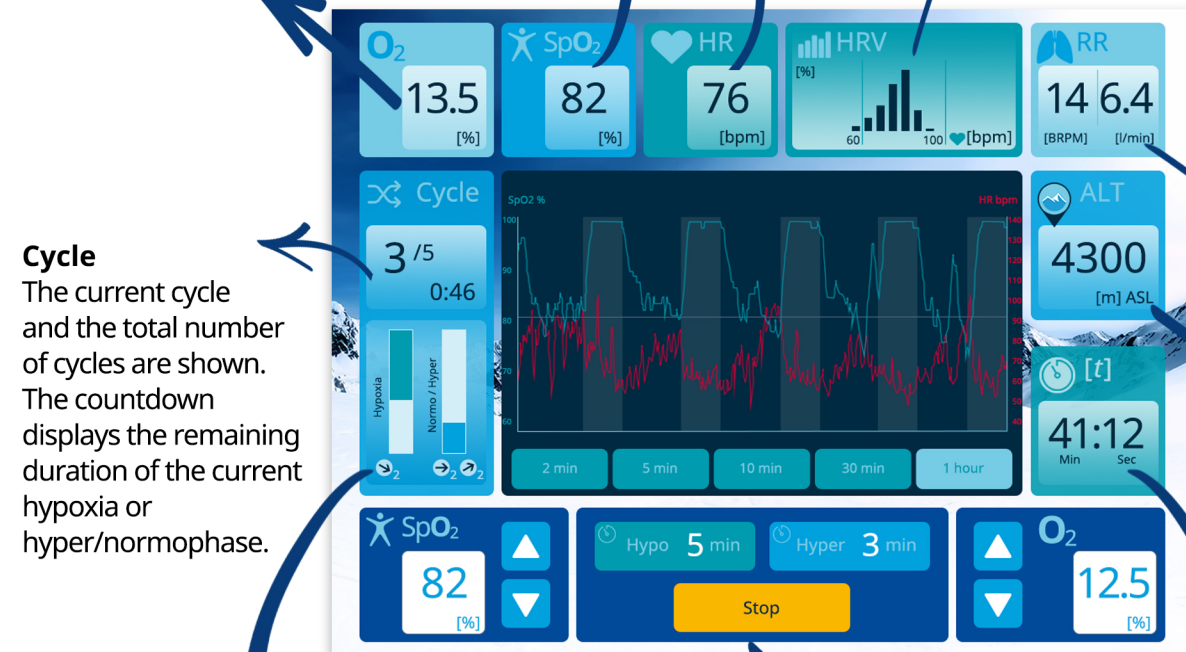 O2
13.5
[%]
SpO2
82
[%]
HR
76
[bpm]
HRV
[%]
60
100
[bpm]
RR
14 6.4
[BRPM] [l/min]
Cycle
3 /5
0:46
Hypoxia
Normo / Hyper
2
2 2
SpO2 %
HR bpm
100
90
80
70
60
140
130
120
110
100
90
80
70
60
50
40
2 min
5 min
10 min
30 min
1 hour
ALT
4300
[m] ASL
[t]
41:12
Min Sec
Cycle
The current cycle
and the total number
of cycles are shown.
The countdown
displays the remaining
duration of the current
hypoxia or
hyper/normophase.
SpO2
82
[%]
Hypo 5 min
Hyper 3 min
Stop
O2
12.5
[%]